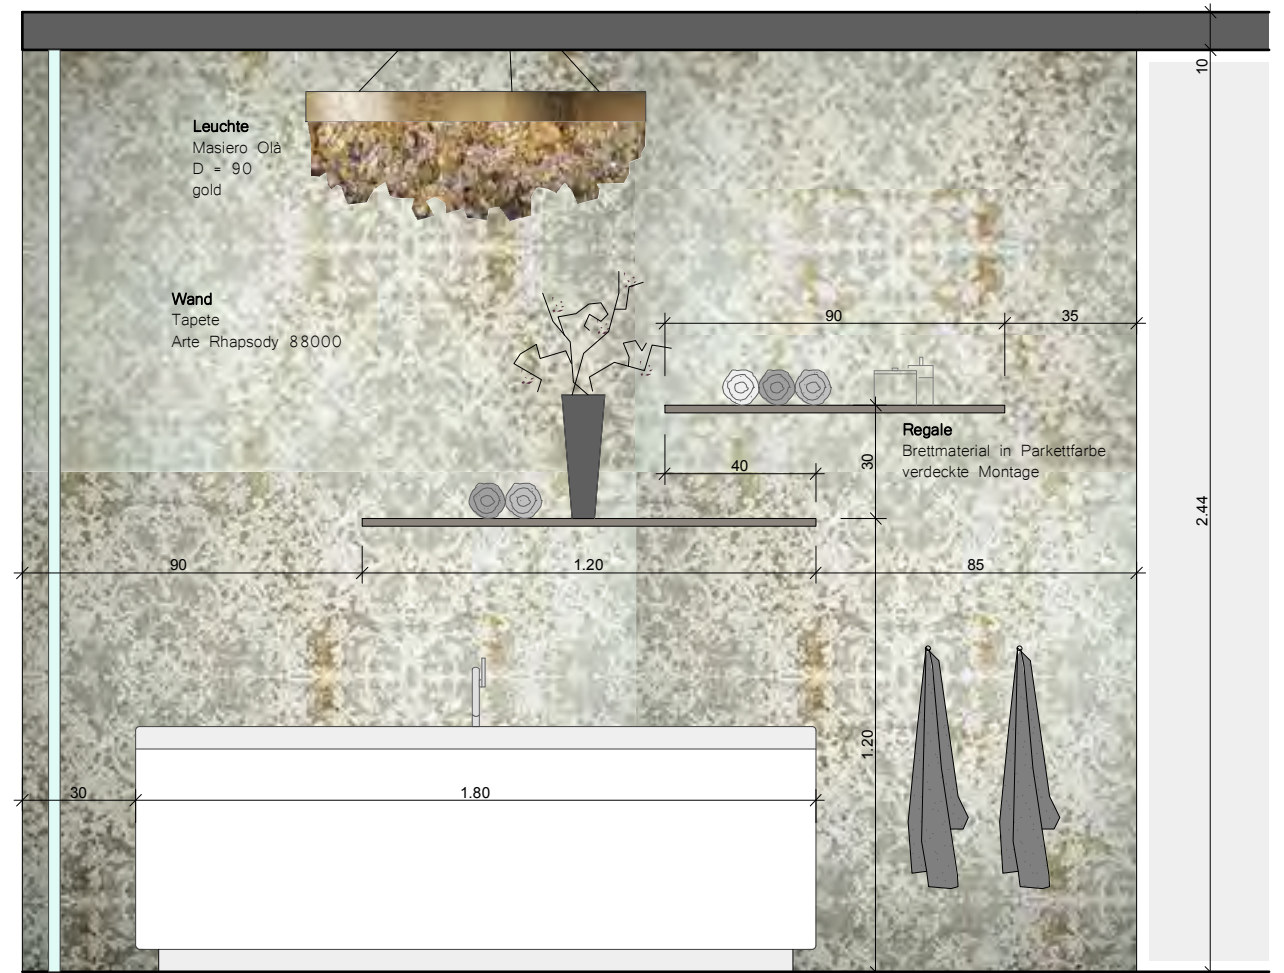 10
Leuchte
Masiero Olà
D = 90
gold
Wand
Tapete
Arte Rhapsody 88000
90
35
Regale
Brettmaterial in Parkettfarbe
verdeckte Montage
40
30
2.44
90
1.20
85
1.20
30
1.80